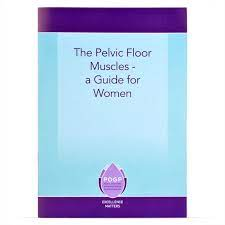 The Pelvic Floor
Muscles -
a Guide for
Women
POGP
EXCELLENCE
MATTERS